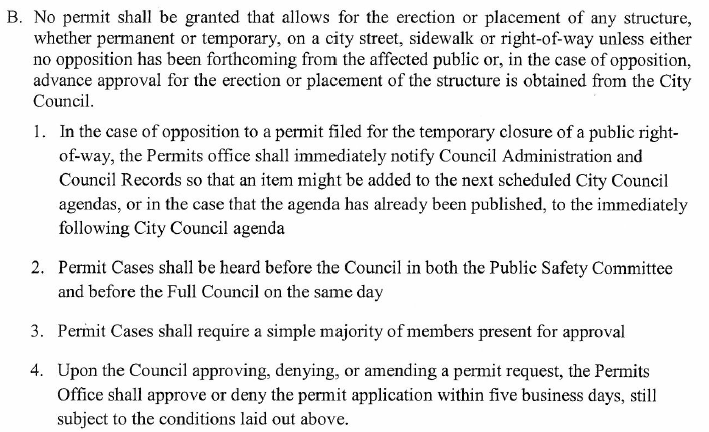 B. No permit shall be granted that allows for the erection or placement of any structure,
whether permanent or temporary, on a city street, sidewalk or right-of-way unless either
no opposition has been forthcoming from the affected public or, in the case of opposition,
advance approval for the erection or placement of the structure is obtained from the City
Council.
1. In the case of opposition to a permit filed for the temporary closure of a public right-
of-way, the Permits office shall immediately notify Council Administration and
Council Records so that an item might be added to the next scheduled City Council
agendas, or in the case that the agenda has already been published, to the immediately
following City Council agenda
2. Permit Cases shall be heard before the Council in both the Public Safety Committee
and before the Full Council on the same day
3. Permit Cases shall require a simple majority of members present for approval
4. Upon the Council approving, denying, or amending a permit request, the Permits
Office shall approve or deny the permit application within five business days, still
subject to the conditions laid out above.